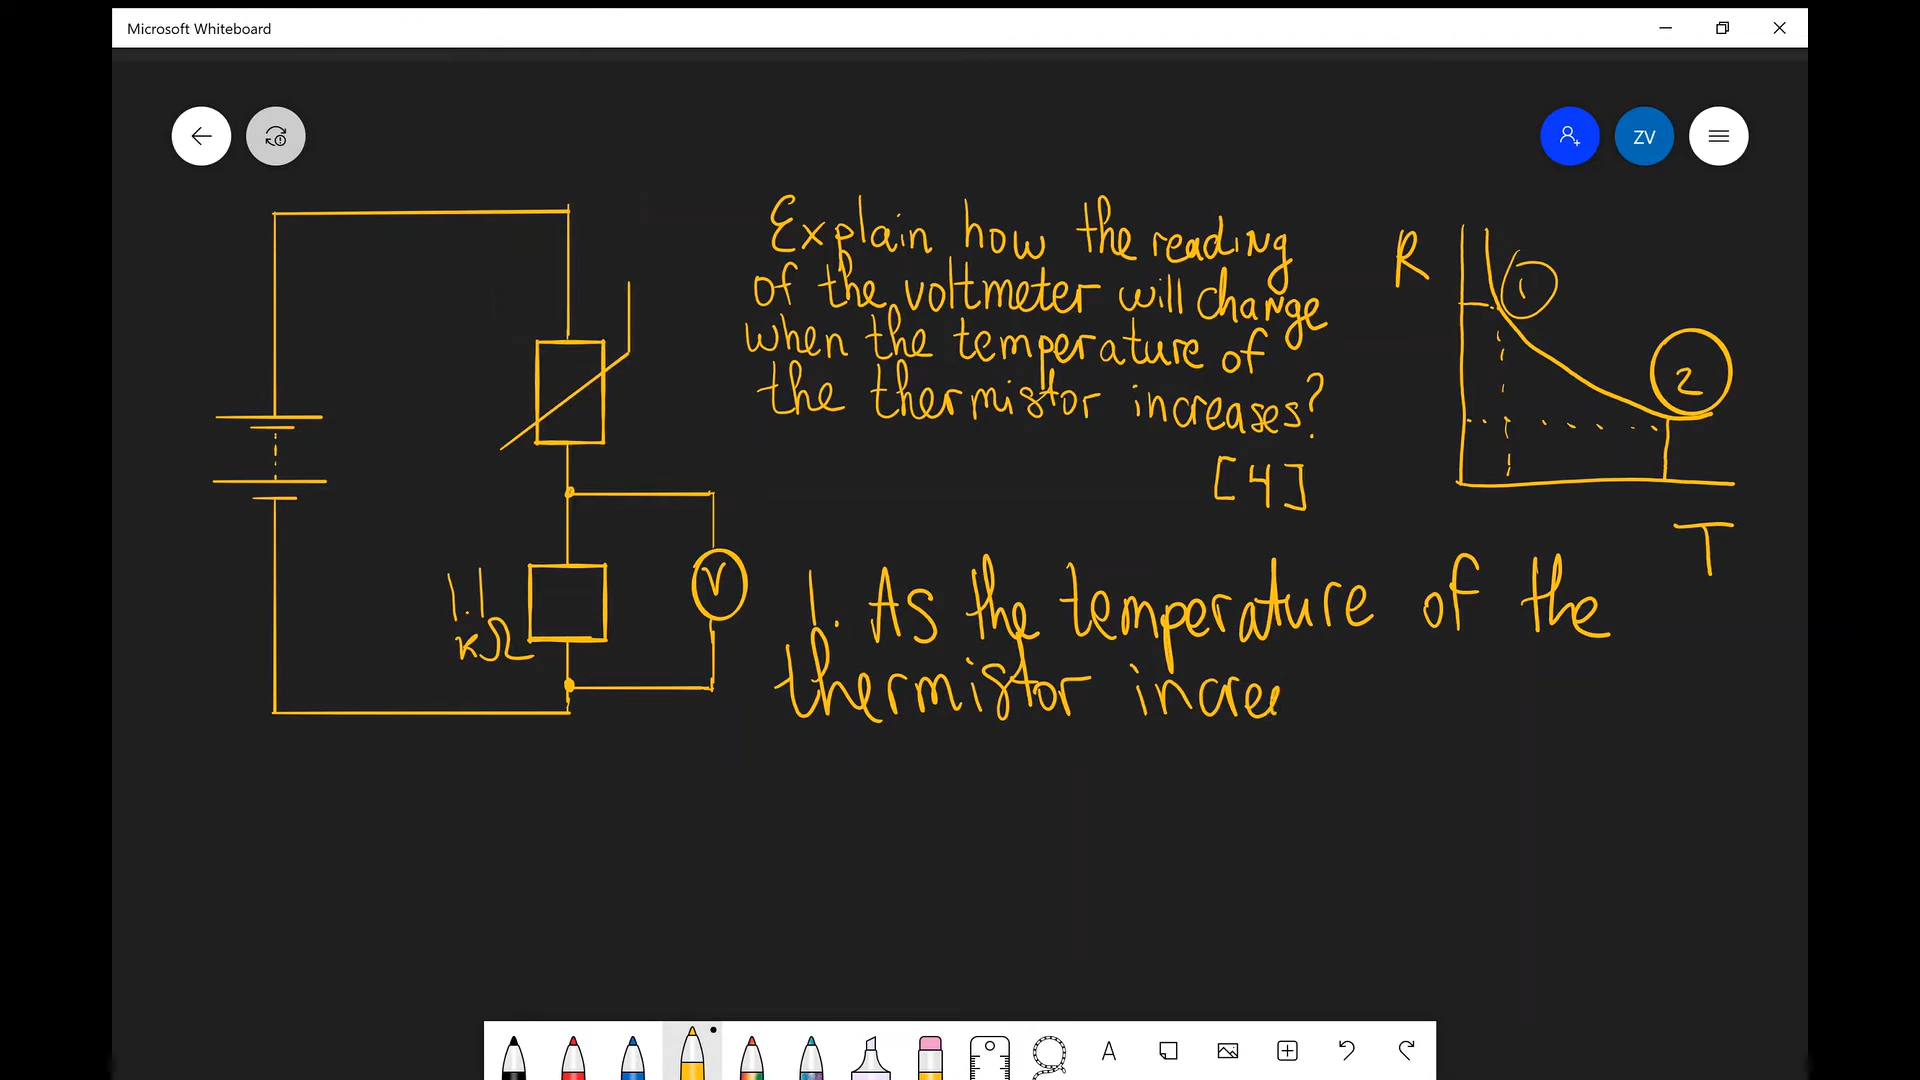 Microsoft Whiteboard
ZV
Explain how the reading
of the voltmeter will change
when the temperature of
the thermistor increases?
[4]
R
1
2
T
V
1.1
kΩ
1. As the temperature of the
thermistor increa
A